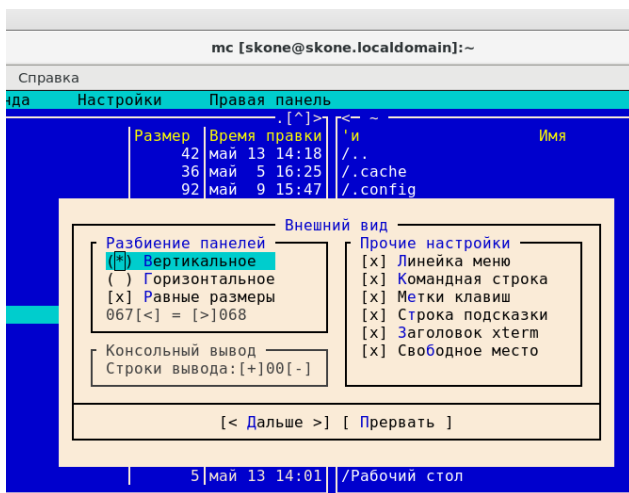 mc [skone@skone.localdomain]:~
Справка
нда Настройки Правая панель
.[^]> <- ~
Размер Время правки 'и Имя
42 май 13 14:18 /..
36 май 5 16:25 /.cache
92 май 9 15:47 /.config
Внешний вид
Разбиение панелей
(*) Вертикальное
( ) Горизонтальное
[x] Равные размеры
067[<] = [>]068
Консольный вывод
Строки вывода:[+]00[-]
Прочие настройки
[x] Линейка меню
[x] Командная строка
[x] Метки клавиш
[x] Строка подсказки
[x] Заголовок xterm
[x] Свободное место
[< Дальше >] [ Прервать ]
5 май 13 14:01 /Рабочий стол